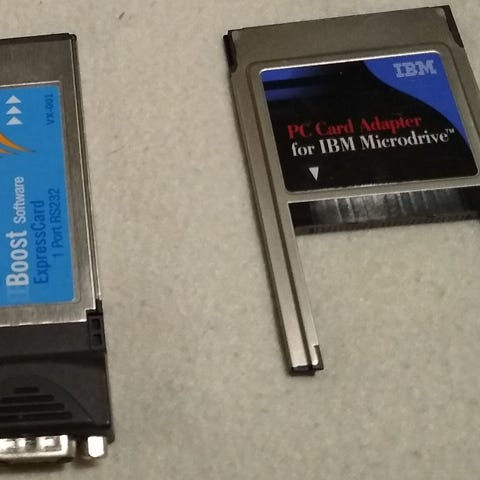 VX-001
Boost Software
ExpressCard
1 Port RS232
IBM
PC Card Adapter
for IBM Microdrive™